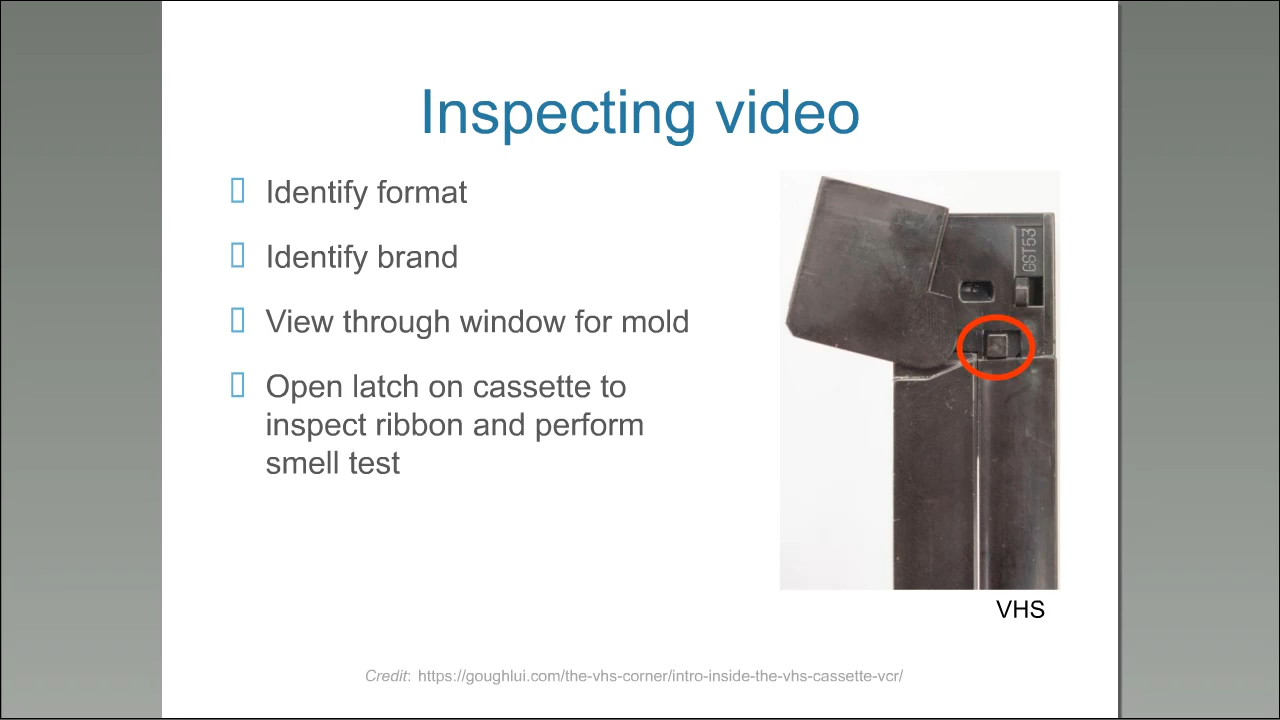 Inspecting video
Identify format
Identify brand
View through window for mold
Open latch on cassette to
inspect ribbon and perform
smell test
VHS
Credit: https://goughlui.com/the-vhs-corner/intro-inside-the-vhs-cassette-vcr/